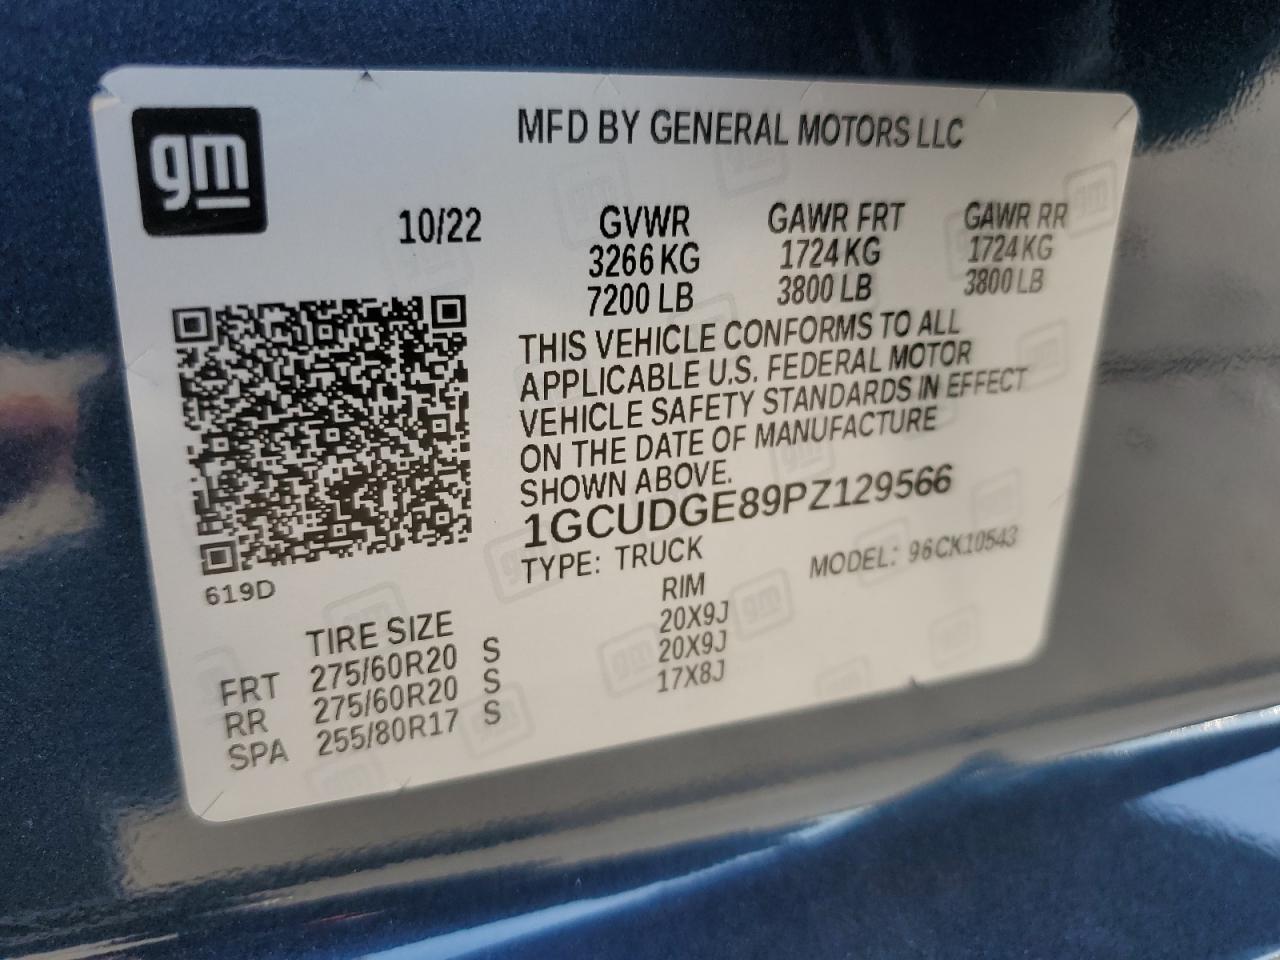 gm
MFD BY GENERAL MOTORS LLC
10/22 GVWR GAWR FRT GAWR RR
3266 KG 1724 KG 1724 KG
7200 LB 3800 LB 3800 LB
THIS VEHICLE CONFORMS TO ALL
APPLICABLE U.S. FEDERAL MOTOR
VEHICLE SAFETY STANDARDS IN EFFECT
ON THE DATE OF MANUFACTURE
SHOWN ABOVE.
1GCUDGE89PZ129566
TYPE: TRUCK MODEL: 96CK10543
619D
TIRE SIZE RIM
FRT 275/60R20 S 20X9J
RR 275/60R20 S 20X9J
SPA 255/80R17 S 17X8J